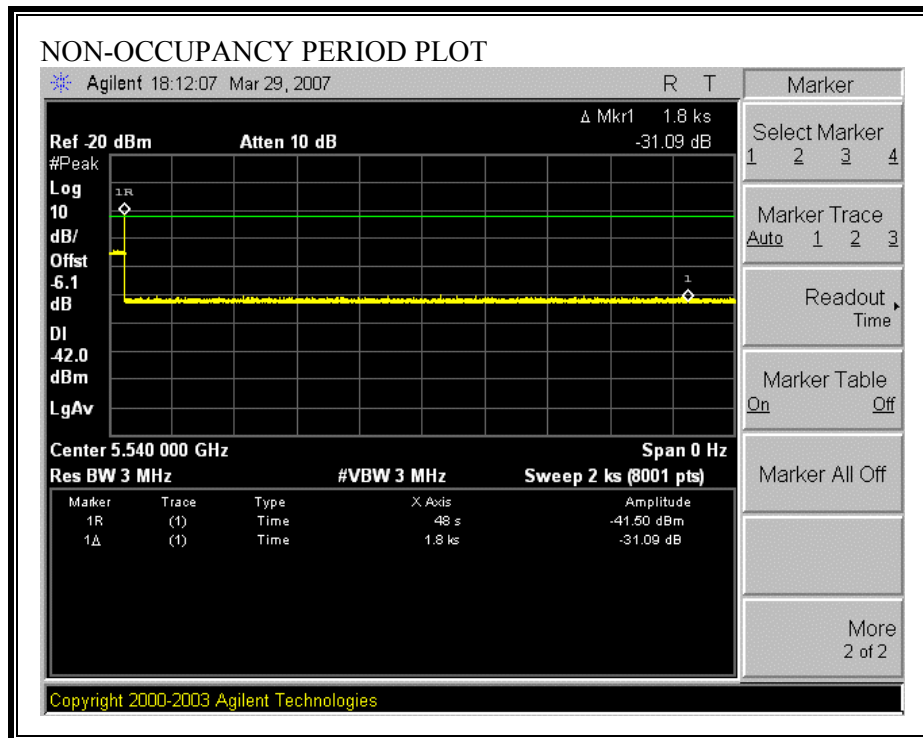 NON-OCCUPANCY PERIOD PLOT
Agilent 18:12:07 Mar 29, 2007 R T
Δ Mkr1 1.8 ks
Ref -20 dBm Atten 10 dB -31.09 dB
#Peak
Log
10
dB/
Offst
-6.1
dB
DI
-42.0
dBm
LgAv
1R
1
Center 5.540 000 GHz Span 0 Hz
Res BW 3 MHz #VBW 3 MHz Sweep 2 ks (8001 pts)
Marker Trace Type X Axis Amplitude
1R (1) Time 48 s -41.50 dBm
1Δ (1) Time 1.8 ks -31.09 dB
Copyright 2000-2003 Agilent Technologies
Marker
Select Marker
1 2 3 4
Marker Trace
Auto 1 2 3
Readout
Time
Marker Table
On Off
Marker All Off
More
2 of 2